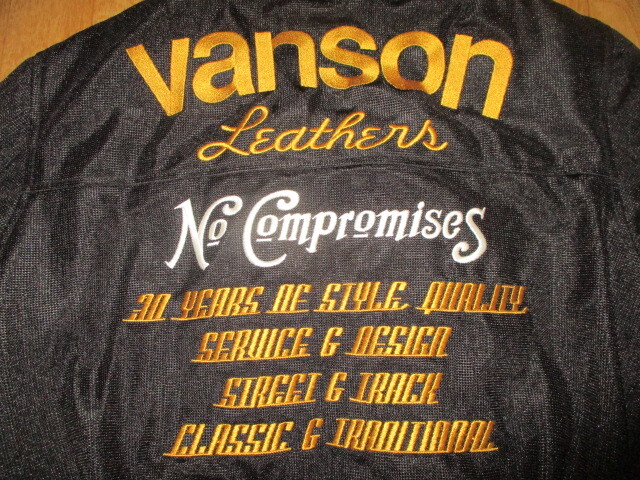 vanson
Leathers
No Compromises
30 YEARS OF STYLE QUALITY
SERVICE & DESIGN
STREET & TRACK
CLASSIC & TRADITIONAL